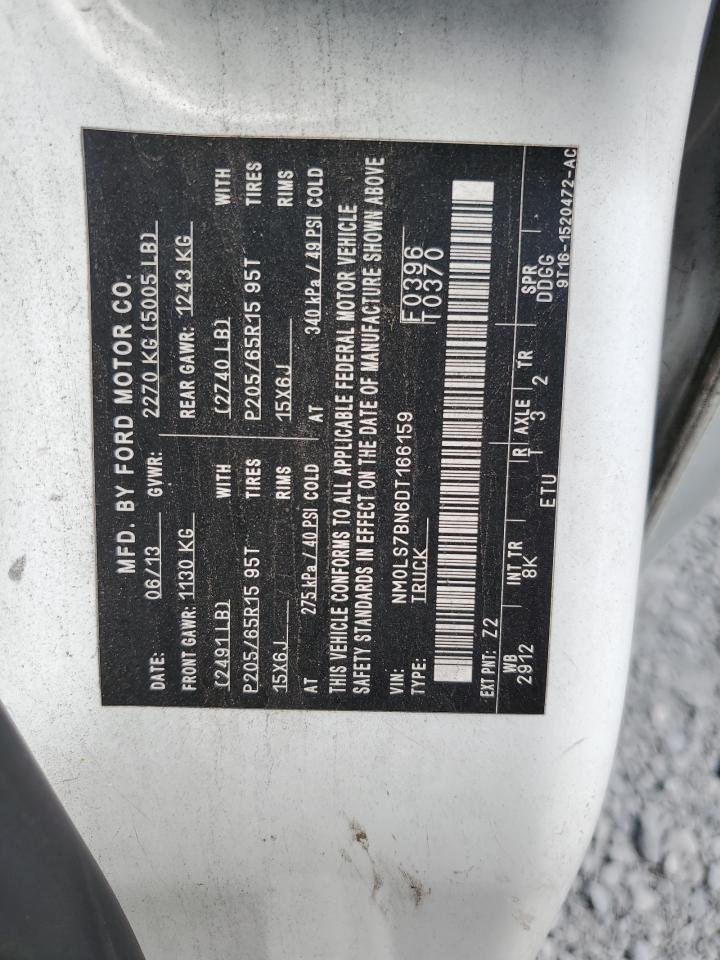 MFD. BY FORD MOTOR CO.
DATE: 06/13 GVWR: 2270 KG (5005 LB)
FRONT GAWR: 1130 KG REAR GAWR: 1243 KG
(2491LB) WITH (2740LB) WITH
P205/65R15 95T TIRES P205/65R15 95T TIRES
15X6J RIMS 15X6J RIMS
AT 275 kPa/40 PSI COLD AT 340 kPa/49 PSI COLD
THIS VEHICLE CONFORMS TO ALL APPLICABLE FEDERAL MOTOR VEHICLE
SAFETY STANDARDS IN EFFECT ON THE DATE OF MANUFACTURE SHOWN ABOVE
VIN: NM0LS7BN6DT166159 F0396
TYPE: TRUCK T0370
EXT PNT: Z2
WB INT TR R AXLE TR SPR
2912 8K T 3 2 DDGG
ETU 9T16-1520472-AC